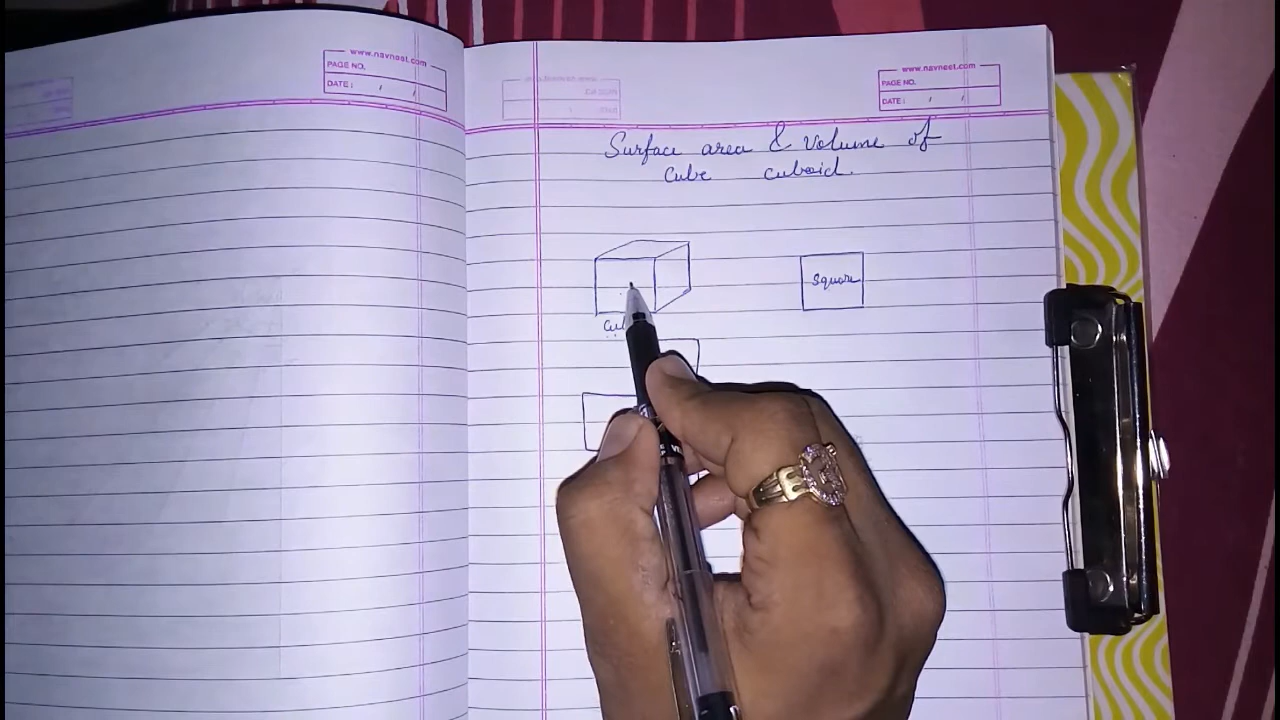 www.navneet.com
PAGE NO.
DATE : / /
www.navneet.com
PAGE NO.
DATE : / /
Surface area & Volume of
Cube cuboid.
Square